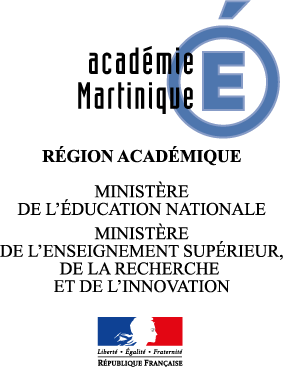 académie
Martinique É
RÉGION ACADÉMIQUE
MINISTÈRE
DE L'ÉDUCATION NATIONALE
MINISTÈRE
DE L'ENSEIGNEMENT SUPÉRIEUR,
DE LA RECHERCHE
ET DE L'INNOVATION
Liberté • Égalité • Fraternité
RÉPUBLIQUE FRANÇAISE